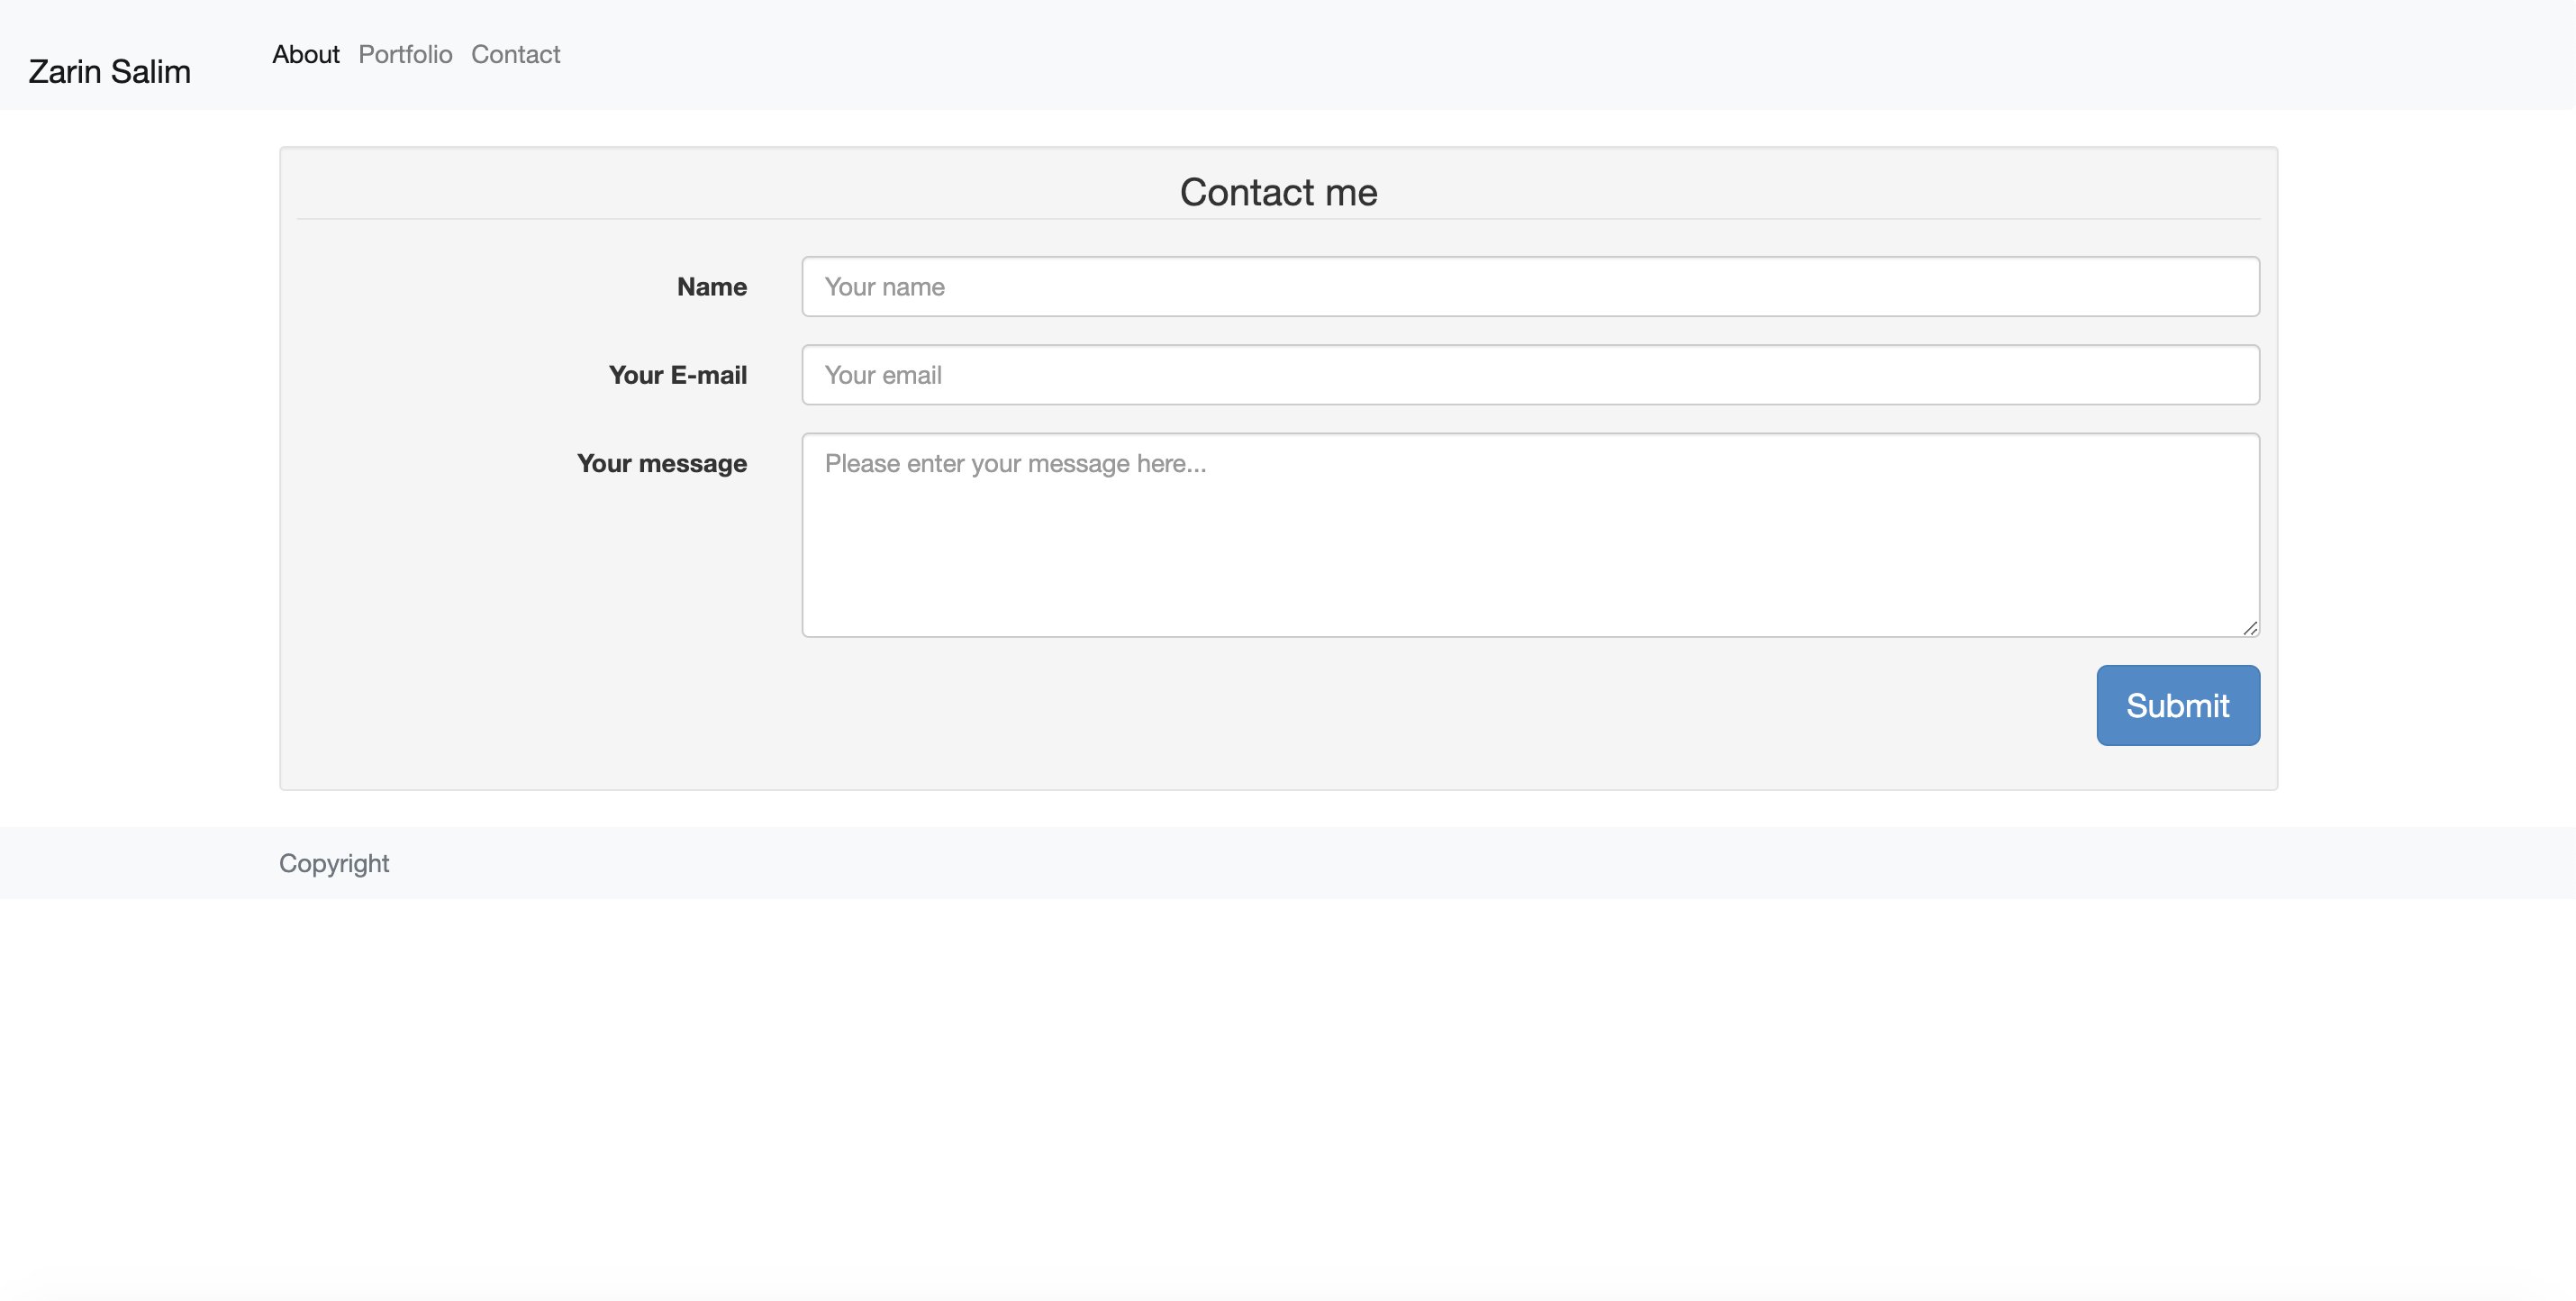 Zarin Salim
About Portfolio Contact
Contact me
Name
Your name
Your E-mail
Your email
Your message
Please enter your message here...
Submit
Copyright